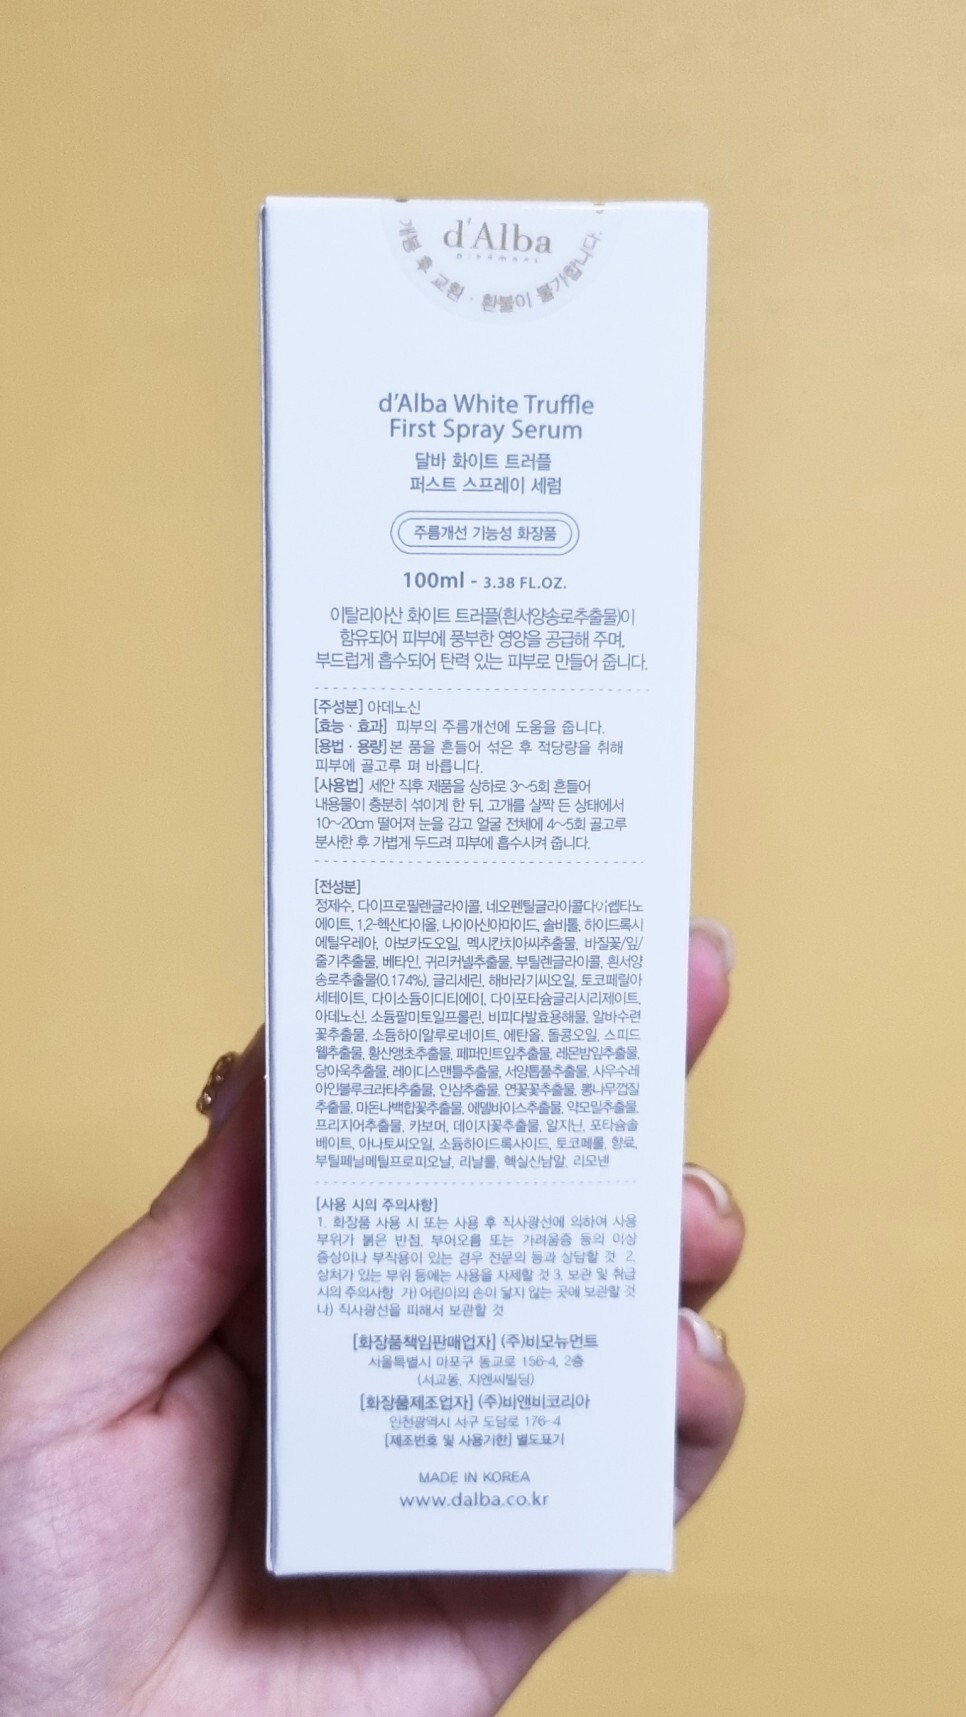 d'Alba
piedmont
개봉 후 교환 · 환불이 불가합니다.
d'Alba White Truffle
First Spray Serum
달바 화이트 트러플
퍼스트 스프레이 세럼
주름개선 기능성 화장품
100ml - 3.38 FL.OZ.
이탈리아산 화이트 트러플(흰서양송로추출물)이
함유되어 피부에 풍부한 영양을 공급해 주며,
부드럽게 흡수되어 탄력 있는 피부로 만들어 줍니다.
[주성분] 아데노신
[효능 · 효과] 피부의 주름개선에 도움을 줍니다.
[용법 · 용량] 본 품을 흔들어 섞은 후 적당량을 취해
피부에 골고루 펴 바릅니다.
[사용법] 세안 직후 제품을 상하로 3~5회 흔들어
내용물이 충분히 섞이게 한 뒤, 고개를 살짝 든 상태에서
10~20cm 떨어져 눈을 감고 얼굴 전체에 4~5회 골고루
분사한 후 가볍게 두드려 피부에 흡수시켜 줍니다.
[전성분]
정제수, 다이프로필렌글라이콜, 네오펜틸글라이콜다이헵타노
에이트, 1,2-헥산다이올, 나이아신아마이드, 솔비톨, 하이드록시
에틸우레아, 아보카도오일, 멕시칸치아씨추출물, 바질꽃/잎/
줄기추출물, 베타인, 귀리커넬추출물, 부틸렌글라이콜, 흰서양
송로추출물(0.174%), 글리세린, 해바라기씨오일, 토코페릴아
세테이트, 다이소듐이디티에이, 다이포타슘글리시리제이트,
아데노신, 소듐팔미토일프롤린, 비피다발효용해물, 알바수련
꽃추출물, 소듐하이알루로네이트, 에탄올, 돌콩오일, 스피드
웰추출물, 황산앵초추출물, 페퍼민트잎추출물, 레몬밤잎추출물,
당아욱추출물, 레이디스맨틀추출물, 서양톱풀추출물, 사우수레
아인볼루크라타추출물, 인삼추출물, 연꽃꽃추출물, 뽕나무껍질
추출물, 마돈나백합꽃추출물, 에델바이스추출물, 약모밀추출물,
프리지어추출물, 카보머, 데이지꽃추출물, 알지닌, 포타슘솔
베이트, 아나토씨오일, 소듐하이드록사이드, 토코페롤, 향료,
부틸페닐메틸프로피오날, 리날룰, 헥실신남알, 리모넨
[사용 시의 주의사항]
1. 화장품 사용 시 또는 사용 후 직사광선에 의하여 사용
부위가 붉은 반점, 부어오름 또는 가려움증 등의 이상
증상이나 부작용이 있는 경우 전문의 등과 상담할 것 2.
상처가 있는 부위 등에는 사용을 자제할 것 3. 보관 및 취급
시의 주의사항 가) 어린이의 손이 닿지 않는 곳에 보관할 것
나) 직사광선을 피해서 보관할 것
[화장품책임판매업자] (주)비모뉴먼트
서울특별시 마포구 동교로 156-4, 2층
(서교동, 지앤씨빌딩)
[화장품제조업자] (주)비앤비코리아
인천광역시 서구 도담로 176-4
[제조번호 및 사용기한] 별도표기
MADE IN KOREA
www.dalba.co.kr